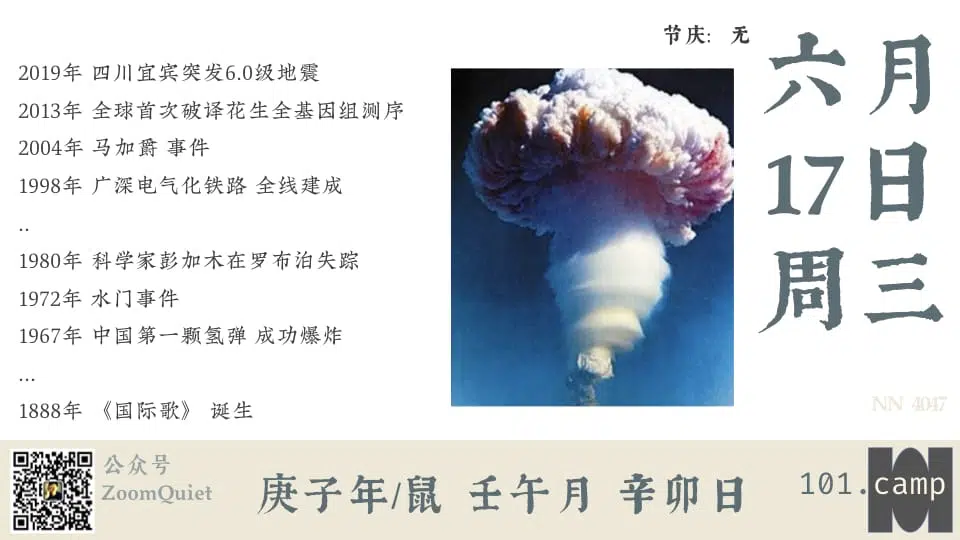 节庆: 无
六月
17日
周三
2019年 四川宜宾突发6.0级地震
2013年 全球首次破译花生全基因组测序
2004年 马加爵 事件
1998年 广深电气化铁路 全线建成
..
1980年 科学家彭加木在罗布泊失踪
1972年 水门事件
1967年 中国第一颗氢弹 成功爆炸
...
1888年 《国际歌》 诞生
NN 4047
公众号
ZoomQuiet
庚子年/鼠 壬午月 辛卯日
101.camp